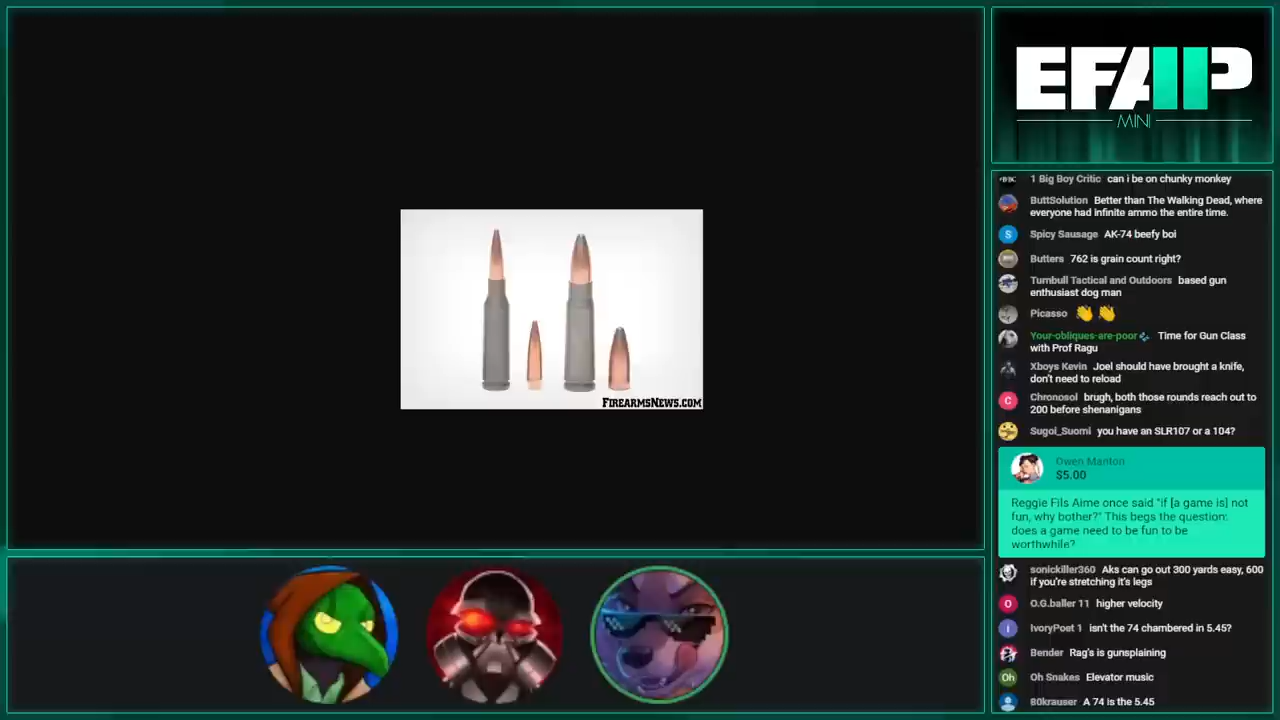 EFAP
MINI
1 Big Boy Critic can i be on chunky monkey
ButtSolution Better than The Walking Dead, where
everyone had infinite ammo the entire time.
S
Spicy Sausage AK-74 beefy boi
Butters 762 is grain count right?
Turnbull Tactical and Outdoors based gun
enthusiast dog man
Picasso 👏 👏
Your-obliques-are-poor Time for Gun Class
with Prof Ragu
Xboys Kevin Joel should have brought a knife,
don't need to reload
C
Chronosol brugh, both those rounds reach out to
200 before shenanigans
Sugoi_Suomi you have an SLR107 or a 104?
Owen Manton
$5.00
Reggie Fils Aime once said "if [a game is] not
fun, why bother?" This begs the question:
does a game need to be fun to be
worthwhile?
sonickiller360 Aks can go out 300 yards easy, 600
if you're stretching it's legs
O
O.G.baller 11 higher velocity
I
IvoryPoet 1 isn't the 74 chambered in 5.45?
Bender Rag's is gunsplaining
Oh
Oh Snakes Elevator music
80krauser A 74 is the 5.45
FIREARMSNEWS.COM